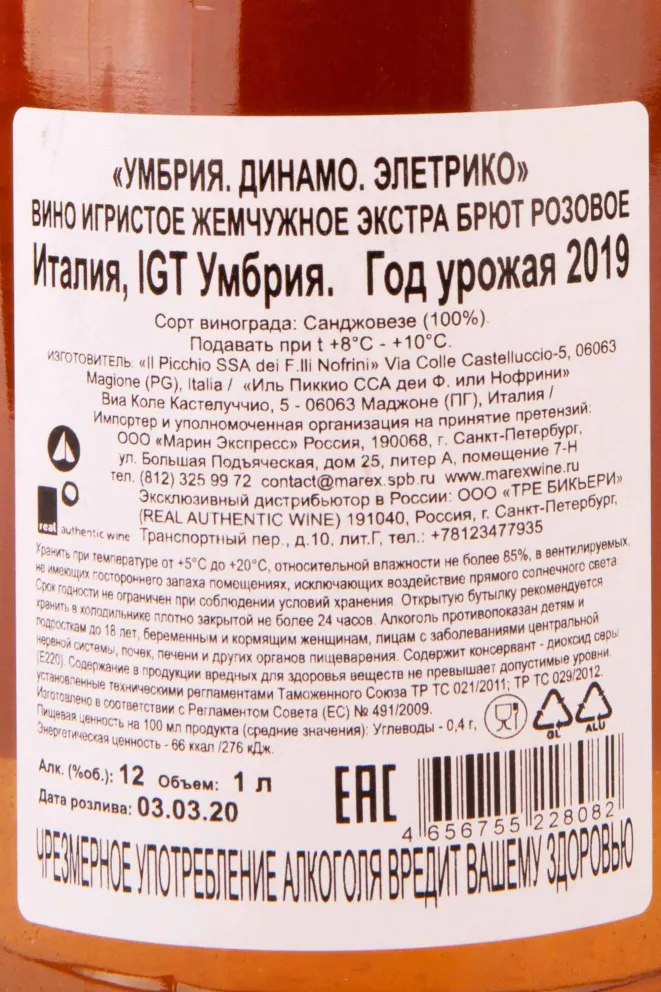 «УМБРИЯ. ДИНАМО. ЭЛЕТРИКО»
ВИНО ИГРИСТОЕ ЖЕМЧУЖНОЕ ЭКСТРА БРЮТ РОЗОВОЕ
Италия, IGT Умбрия. Год урожая 2019
Сорт винограда: Санджовезе (100%).
Подавать при t +8°C - +10°C.
ИЗГОТОВИТЕЛЬ: «Il Picchio SSA dei F.lli Nofrini» Via Colle Castelluccio-5, 06063
Magione (PG), Italia / «Иль Пиккио ССА деи Ф. или Нофрини»
Виа Коле Кастелуччио, 5 - 06063 Маджоне (ПГ), Италия /
Импортер и уполномоченная организация на принятие претензий:
ООО «Марин Экспресс» Россия, 190068, г. Санкт-Петербург,
ул. Большая Подъяческая, дом 25, литер А, помещение 7-Н
тел. (812) 325 99 72 contact@marex.spb.ru www.marexwine.ru
Эксклюзивный дистрибьютор в России: ООО «ТРЕ БИКЬЕРИ»
(REAL AUTHENTIC WINE) 191040, Россия, г. Санкт-Петербург,
real authentic wine Транспортный пер., д.10, лит.Г, тел.: +78123477935
Хранить при температуре от +5°C до +20°C, относительной влажности не более 85%, в вентилируемых,
не имеющих постороннего запаха помещениях, исключающих воздействие прямого солнечного света.
Срок годности не ограничен при соблюдении условий хранения. Открытую бутылку рекомендуется
хранить в холодильнике плотно закрытой не более 24 часов. Алкоголь противопоказан детям и
подросткам до 18 лет, беременным и кормящим женщинам, лицам с заболеваниями центральной
нервной системы, почек, печени и других органов пищеварения. Содержит консервант - диоксид серы
(Е220). Содержание в продукции вредных для здоровья веществ не превышает допустимые уровни,
установленные техническими регламентами Таможенного Союза ТР ТС 021/2011; ТР ТС 029/2012.
Изготовлено в соответствии с Регламентом Совета (ЕС) № 491/2009.
Пищевая ценность на 100 мл продукта (средние значения): Углеводы - 0,4 г,
Энергетическая ценность - 66 ккал /276 кДж.
GL ALU
Алк. (%об.): 12 Объем: 1 л
Дата розлива: 03.03.20
EAC
4 656755 228082
ЧРЕЗМЕРНОЕ УПОТРЕБЛЕНИЕ АЛКОГОЛЯ ВРЕДИТ ВАШЕМУ ЗДОРОВЬЮ